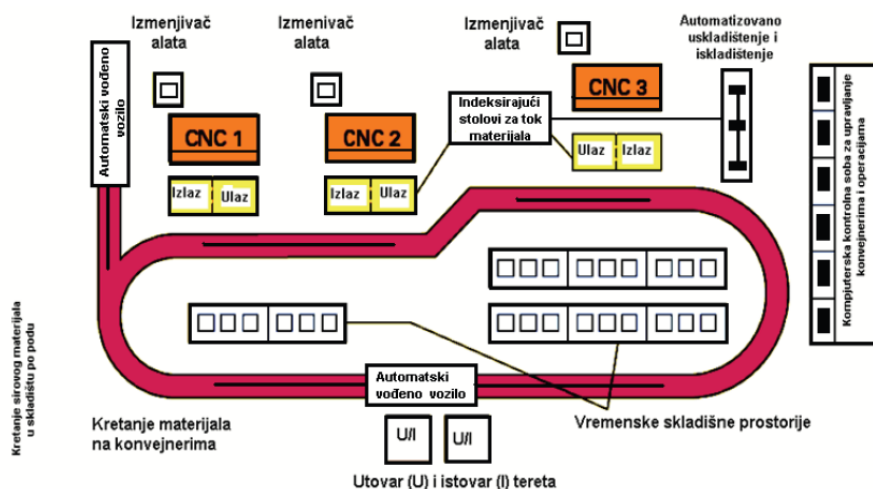 Izmenjivač
alata
Izmenivač
alata
Izmenjivač
alata
Automatizovano
uskladištenje i
iskladištenje
Automatski vođeno
vozilo
CNC 1
CNC 2
Indeksirajući
stolovi za tok
materijala
CNC 3
Ulaz
Izlaz
Izlaz
Ulaz
Izlaz
Ulaz
Kompjuterska kontrolna soba za upravljanje
konvejnerima i operacijama
Kretanje sirovog materijala
u skladištu po podu
Automatski
vođeno vozilo
Kretanje materijala
na konvejnerima
U/I
U/I
Vremenske skladišne prostorije
Utovar (U) i istovar (I) tereta